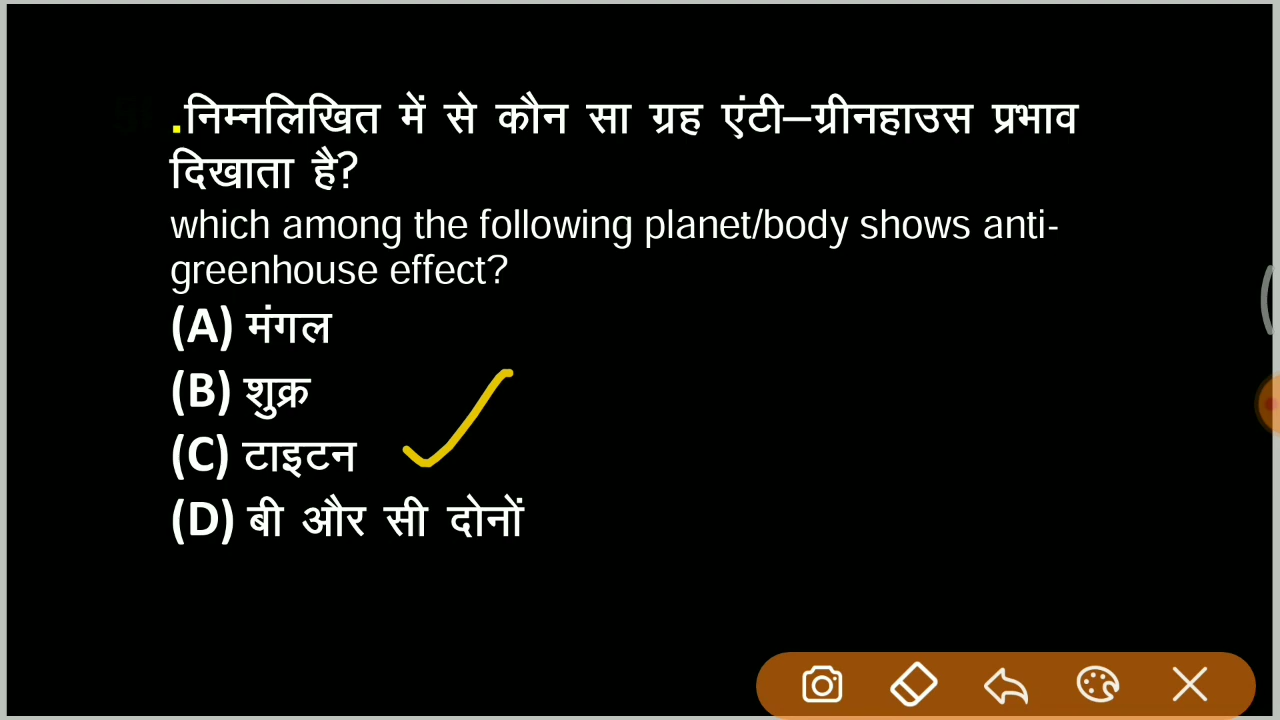 .निम्नलिखित में से कौन सा ग्रह एंटी–ग्रीनहाउस प्रभाव
दिखाता है?
which among the following planet/body shows anti-
greenhouse effect?
(A) मंगल
(B) शुक्र
(C) टाइटन
(D) बी और सी दोनों